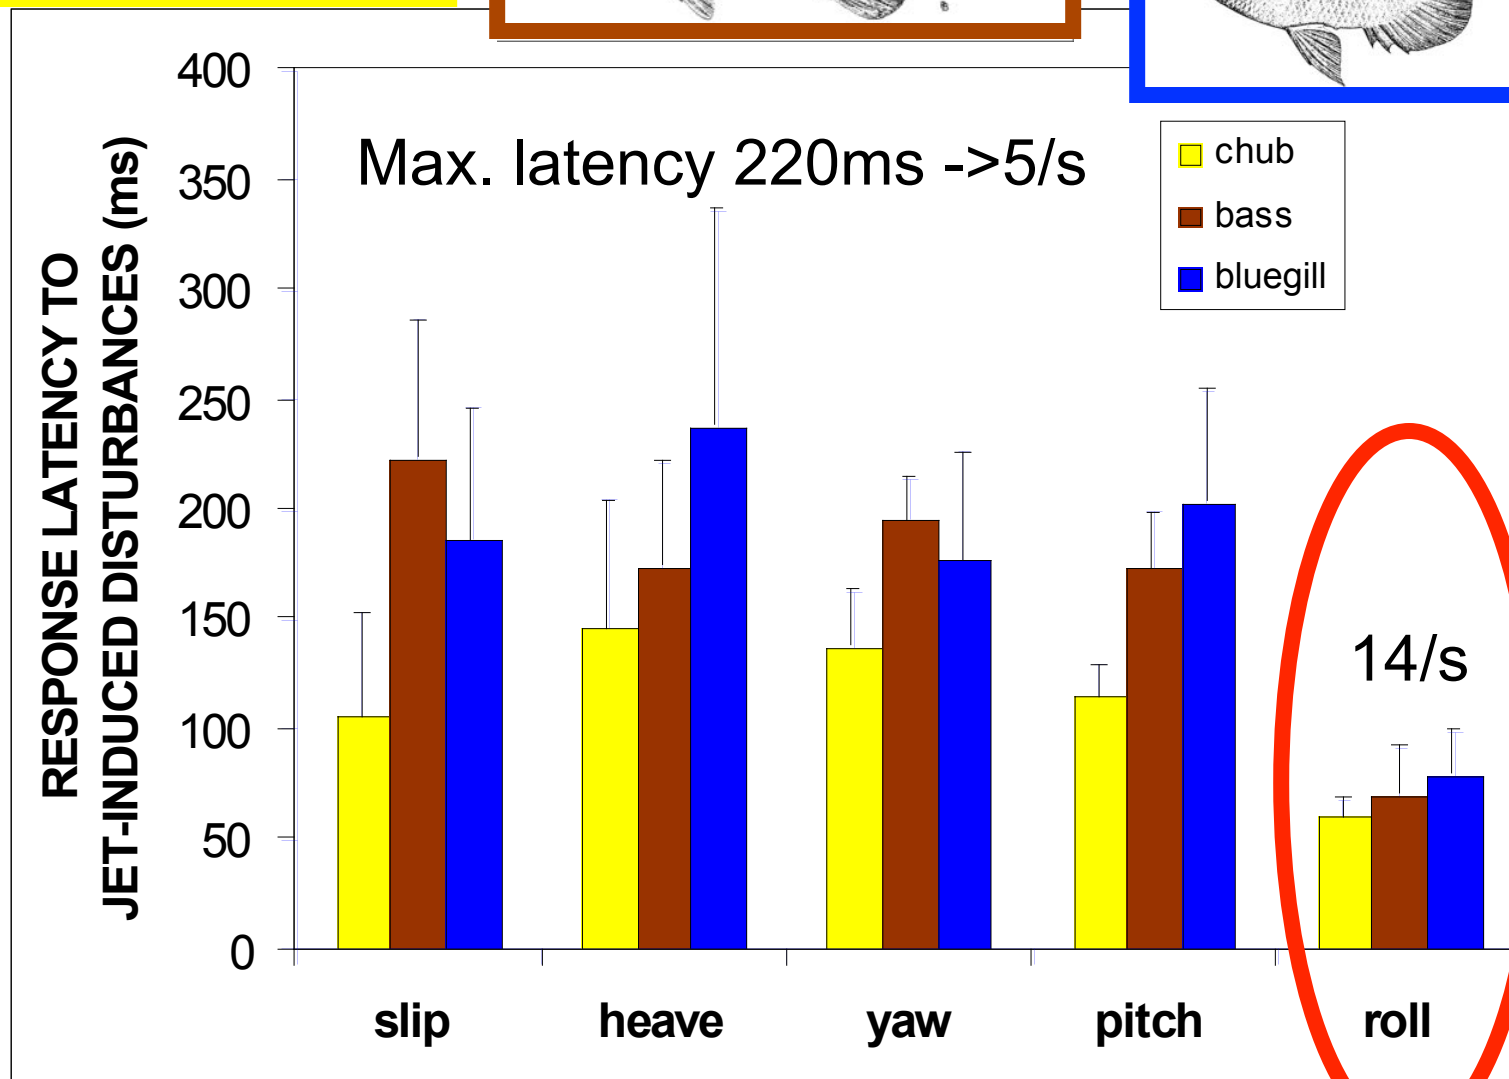 400
350
300
250
200
150
100
50
0
RESPONSE LATENCY TO
JET-INDUCED DISTURBANCES (ms)
Max. latency 220ms ->5/s
chub
bass
bluegill
14/s
slip heave yaw pitch roll